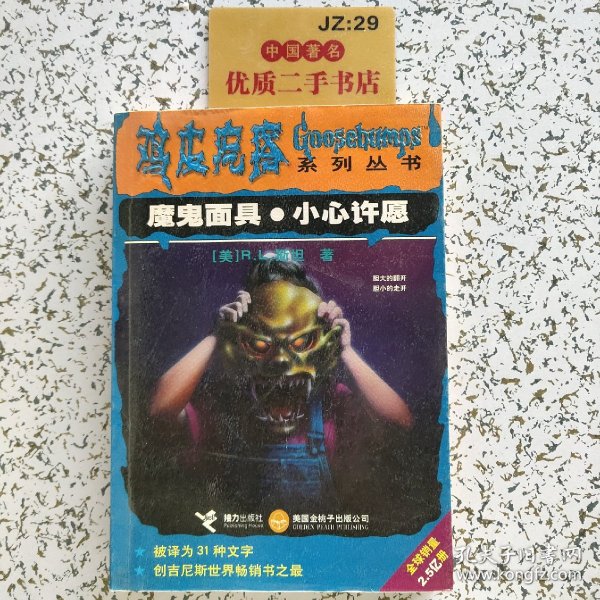 JZ:29
中国著名
优质二手书店
鸡皮疙瘩 Goosebumps
系列丛书
魔鬼面具·小心许愿
[美]R.L.斯坦 著
胆大的翻开
胆小的走开
接力出版社
Publishing House
美国金桃子出版公司
GOLDEN PEACH PUBLISHING
★ 被译为31种文字
★ 创吉尼斯世界畅销书之最
全球销量
2.5亿册
孔夫子旧书网
book.kongfz.com